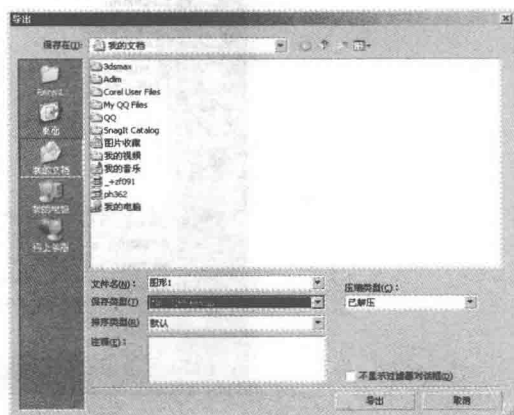 导出
保存在(I): 我的文档
3dsmax
Adim
Corel User Files
My QQ Files
QQ
SnagIt Catalog
图片收藏
我的视频
我的音乐
_+zf091
ph362
我的电脑
Recent
桌面
我的文档
我的电脑
网上邻居
文件名(N): 图形1
保存类型(T)
排序类型(R) 默认
注释(E):
压缩类型(C):
已解压
不显示过滤器对话框(D)
导出
取消